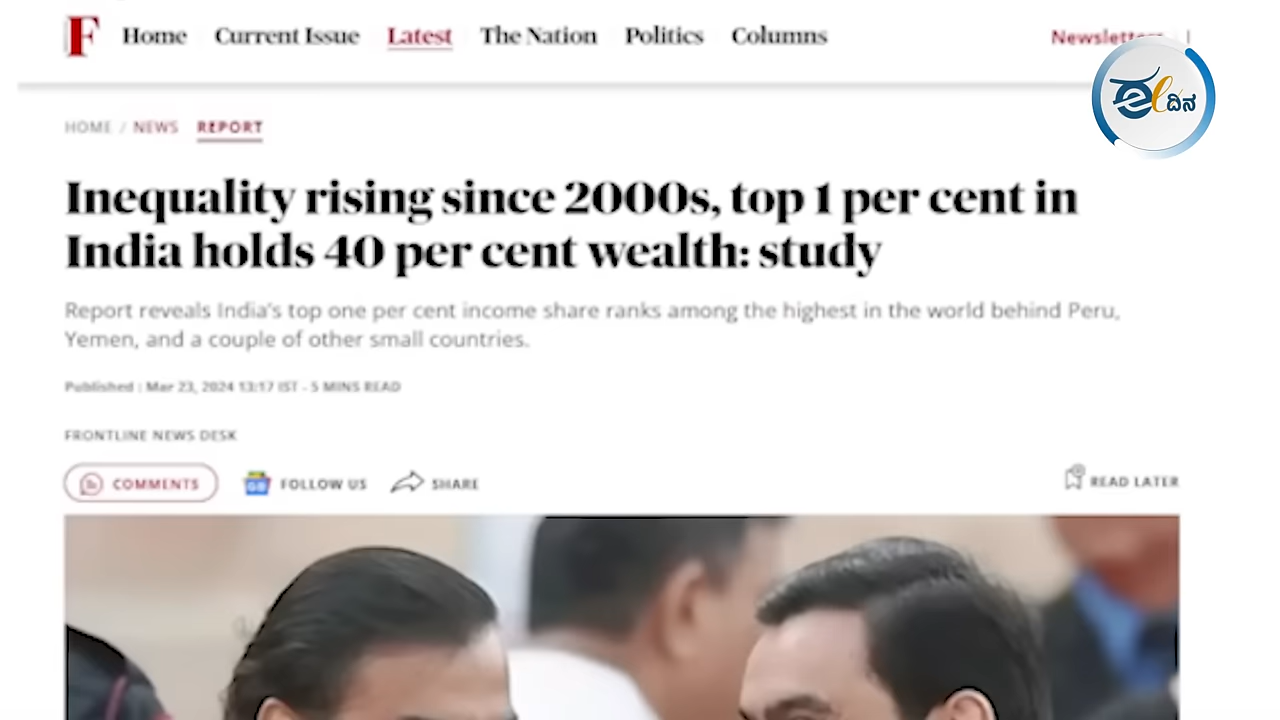 F Home Current Issue Latest The Nation Politics Columns Newsletters |
ಈ ದಿನ
HOME / NEWS REPORT
Inequality rising since 2000s, top 1 per cent in
India holds 40 per cent wealth: study
Report reveals India's top one per cent income share ranks among the highest in the world behind Peru,
Yemen, and a couple of other small countries.
Published : Mar 23, 2024 13:17 IST - 5 MINS READ
FRONTLINE NEWS DESK
COMMENTS FOLLOW US SHARE READ LATER